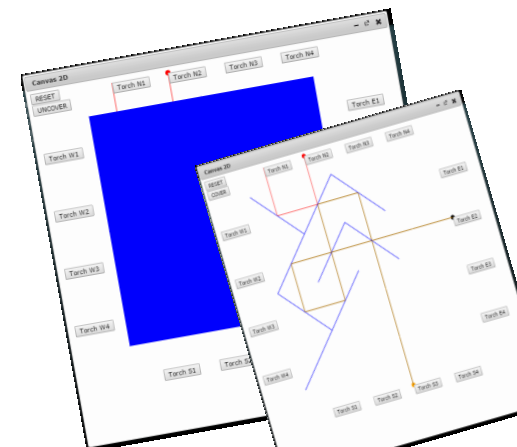 Canvas 2D
RESET
UNCOVER
Torch N1
Torch N2
Torch N3
Torch N4
Torch E1
Torch W1
Torch W2
Torch W3
Torch W4
Torch S1
Torch S2
Canvas 2D
RESET
COVER
Torch N1
Torch N2
Torch N3
Torch N4
Torch E1
Torch E2
Torch E3
Torch E4
Torch W1
Torch W2
Torch W3
Torch W4
Torch S1
Torch S2
Torch S3
Torch S4